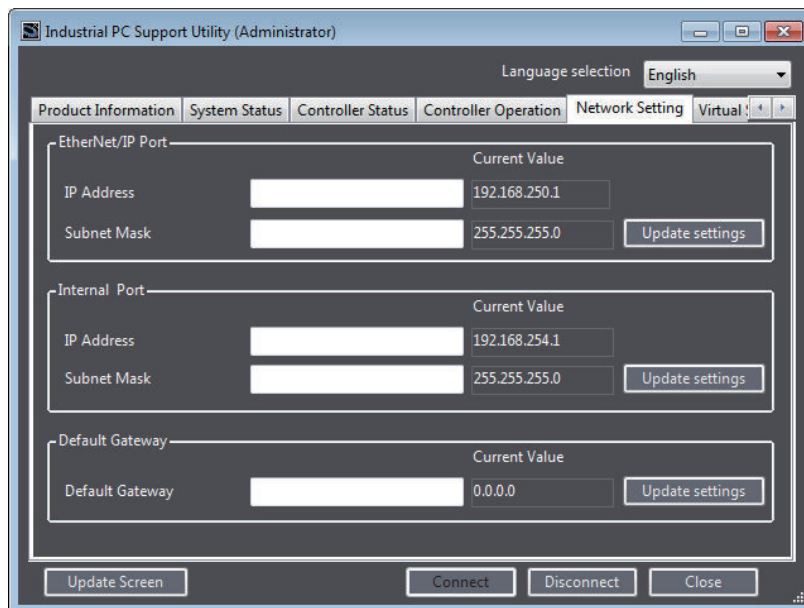 Industrial PC Support Utility (Administrator)
Language selection English
Product Information System Status Controller Status Controller Operation Network Setting Virtual
EtherNet/IP Port
Current Value
IP Address 192.168.250.1
Subnet Mask 255.255.255.0 Update settings
Internal Port
Current Value
IP Address 192.168.254.1
Subnet Mask 255.255.255.0 Update settings
Default Gateway
Current Value
Default Gateway 0.0.0.0 Update settings
Update Screen Connect Disconnect Close